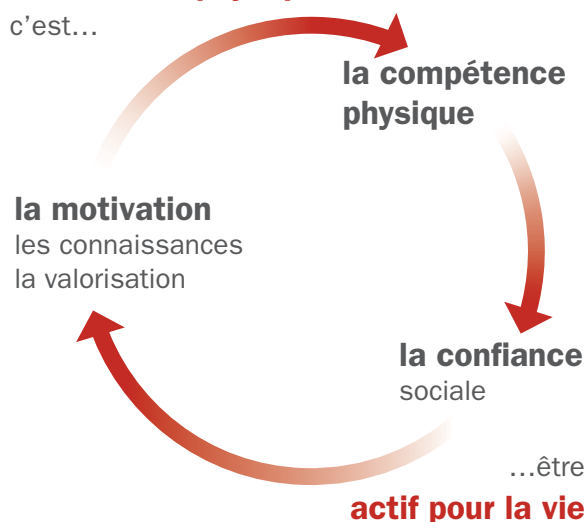 c’est…
la compétence
physique
la motivation
les connaissances
la valorisation
la confiance
sociale
…être
actif pour la vie